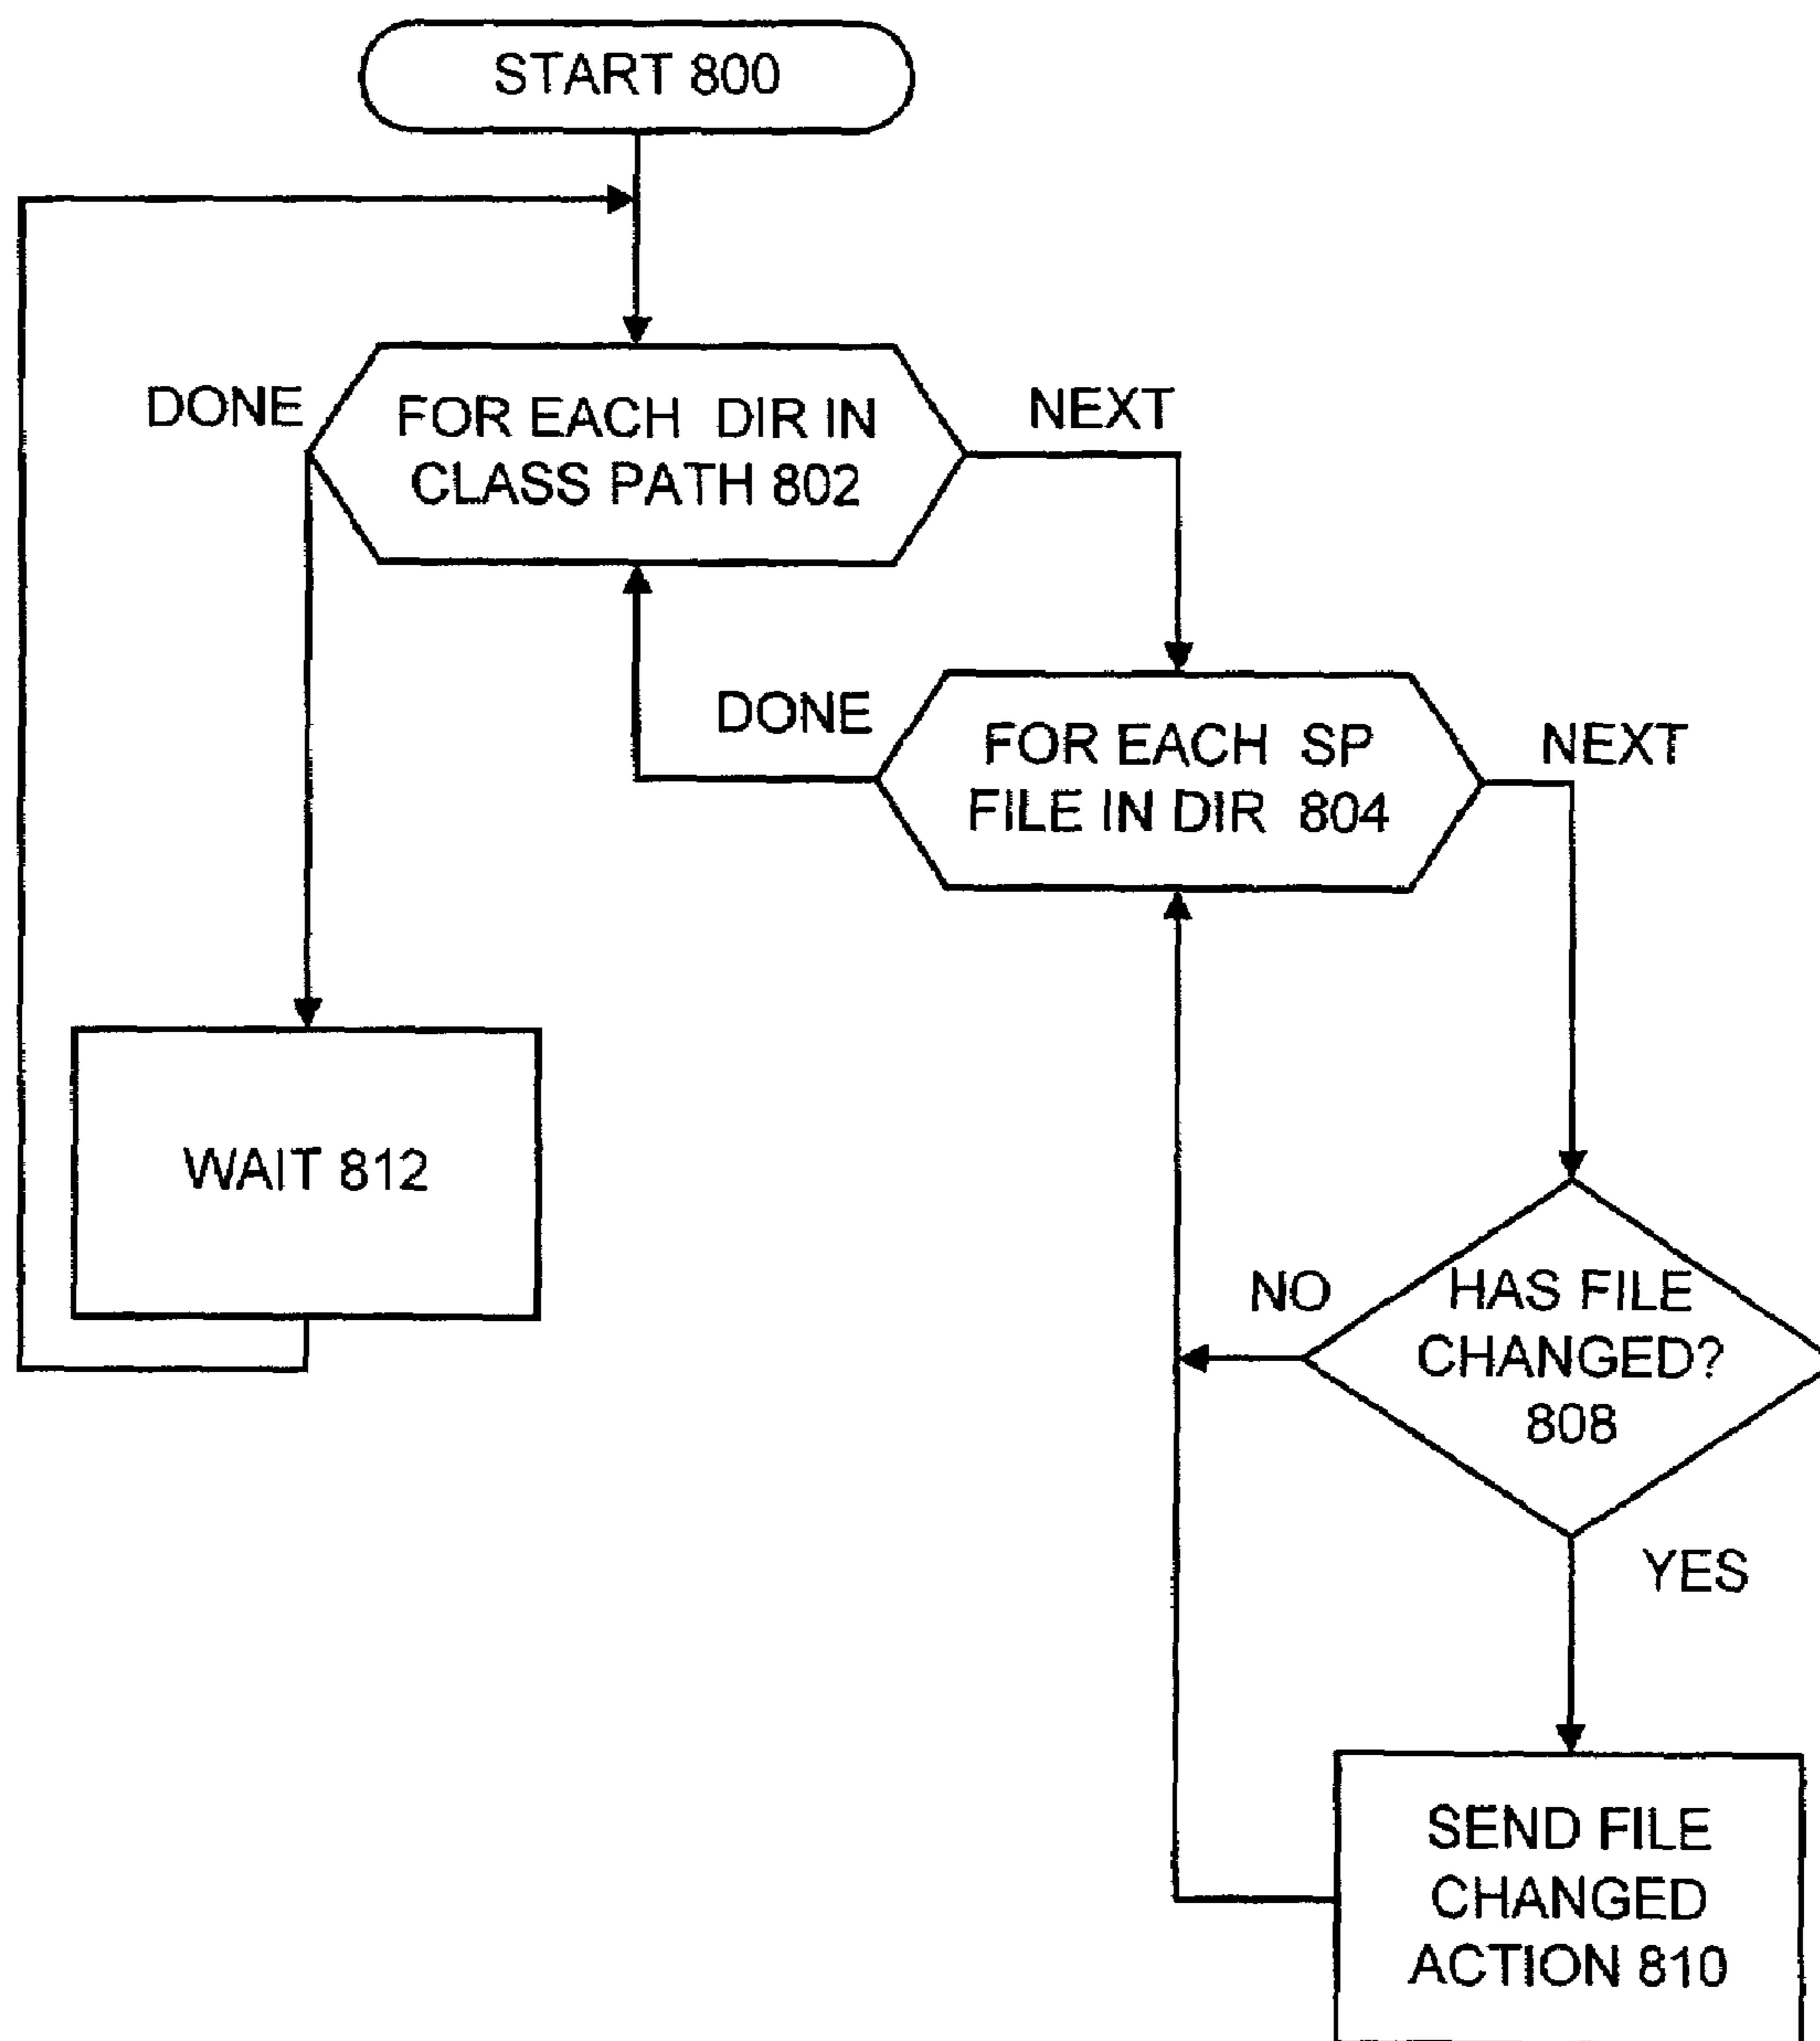 START 800
DONE
FOR EACH DIR IN
CLASS PATH 802
NEXT
DONE
FOR EACH SP
FILE IN DIR 804
NEXT
WAIT 812
NO
HAS FILE
CHANGED?
808
YES
SEND FILE
CHANGED
ACTION 810